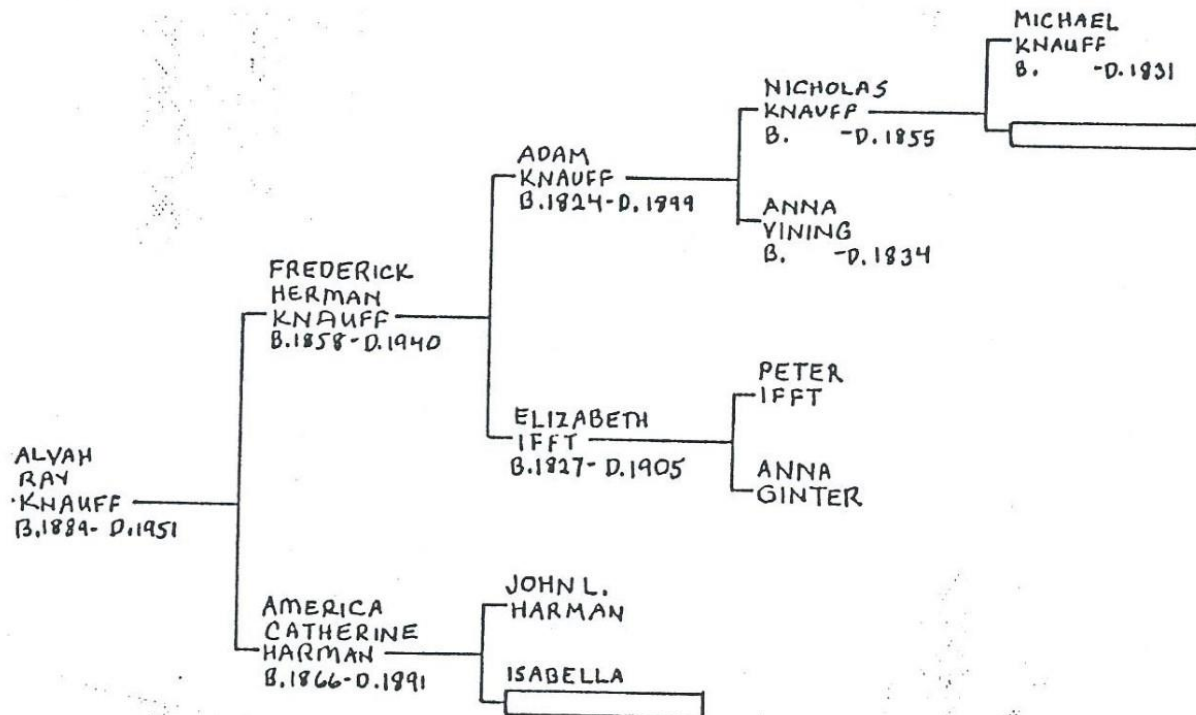 MICHAEL
KNAUFF
B. -D.1831
NICHOLAS
KNAUFF
B. -D.1855
ADAM
KNAUFF
B.1824-D.1899
ANNA
VINING
B. -D.1834
FREDERICK
HERMAN
KNAUFF
B.1858-D.1940
PETER
IFFT
ELIZABETH
IFFT
B.1827-D.1905
ANNA
GINTER
ALVAH
RAY
KNAUFF
B.1889-D.1951
JOHN L.
HARMAN
AMERICA
CATHERINE
HARMAN
B.1866-D.1891
ISABELLA